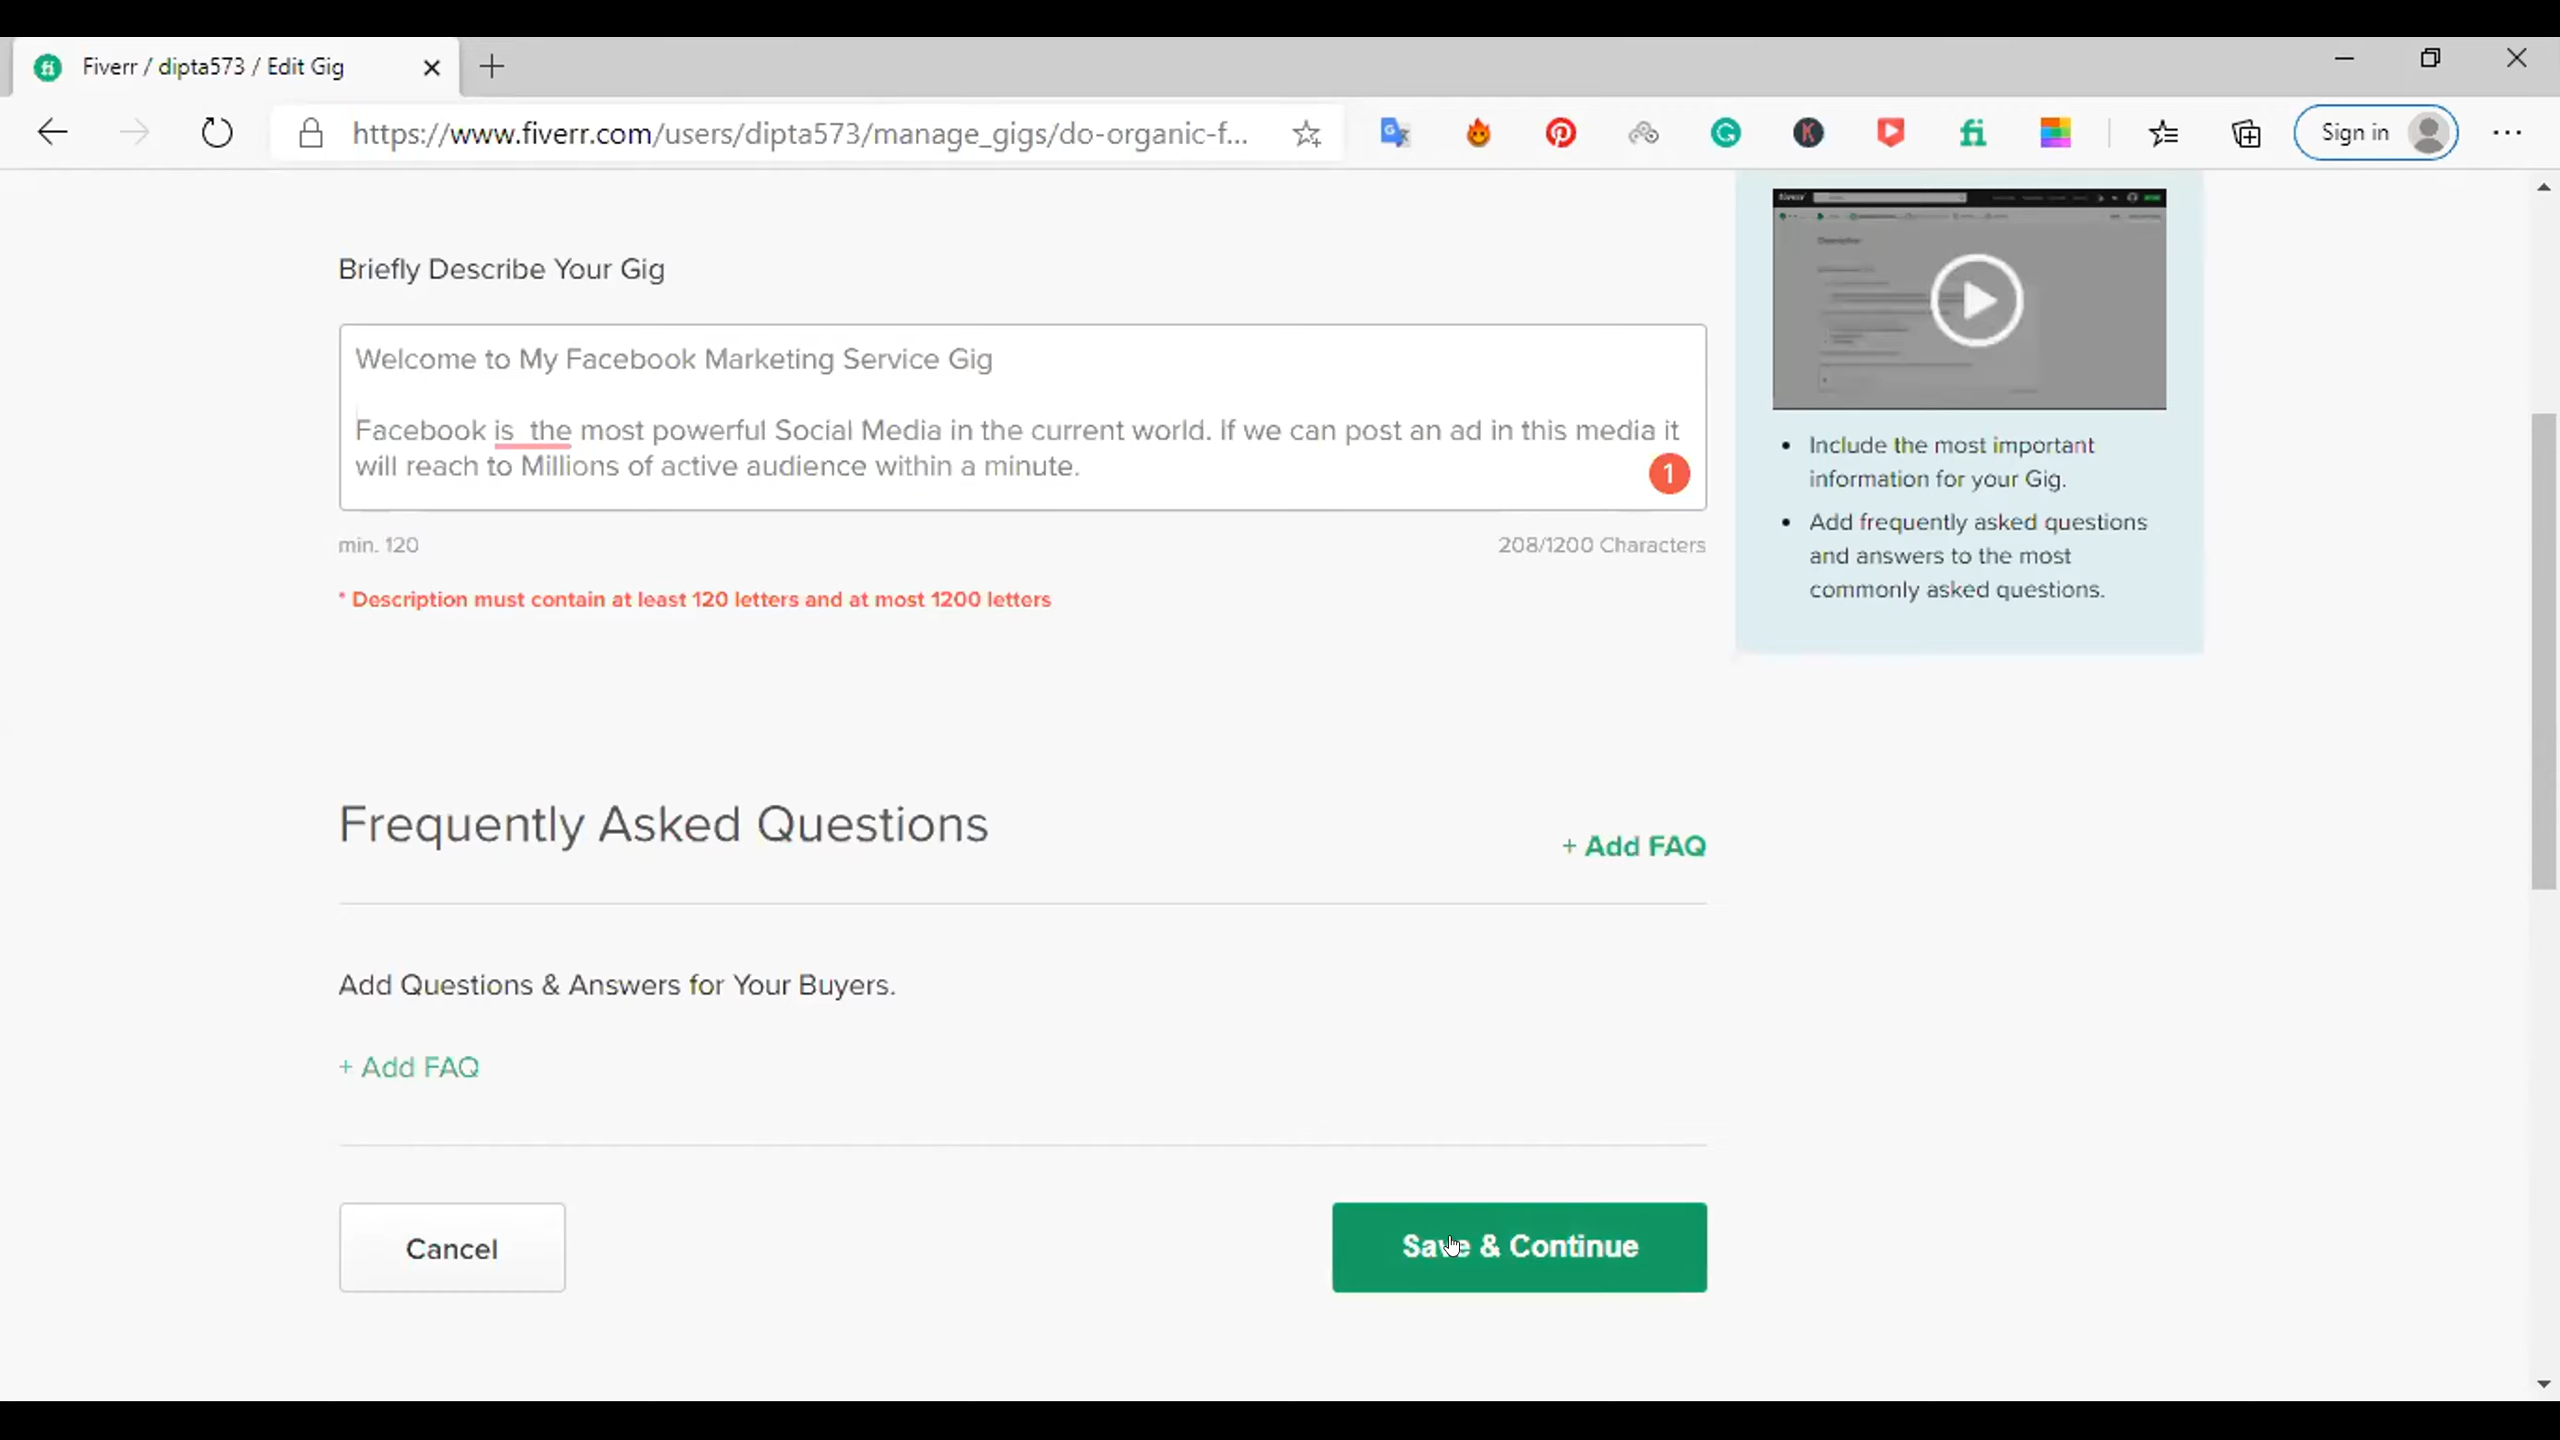 Fiverr / dipta573 / Edit Gig
https://www.fiverr.com/users/dipta573/manage_gigs/do-organic-f...
Sign in
Briefly Describe Your Gig
Welcome to My Facebook Marketing Service Gig
Facebook is  the most powerful Social Media in the current world. If we can post an ad in this media it
will reach to Millions of active audience within a minute.
1
min. 120
208/1200 Characters
* Description must contain at least 120 letters and at most 1200 letters
• Include the most important
information for your Gig.
• Add frequently asked questions
and answers to the most
commonly asked questions.
Frequently Asked Questions
+ Add FAQ
Add Questions & Answers for Your Buyers.
+ Add FAQ
Cancel
Save & Continue